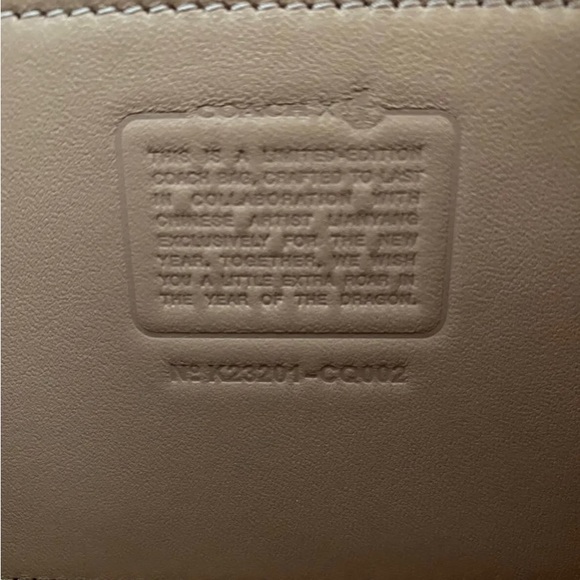 COACH X
THIS IS A LIMITED-EDITION
COACH BAG, CRAFTED TO LAST
IN COLLABORATION WITH
CHINESE ARTIST LIANYANG
EXCLUSIVELY FOR THE NEW
YEAR. TOGETHER, WE WISH
YOU A LITTLE EXTRA ROAR IN
THE YEAR OF THE DRAGON.
Nº K23201-CQ002